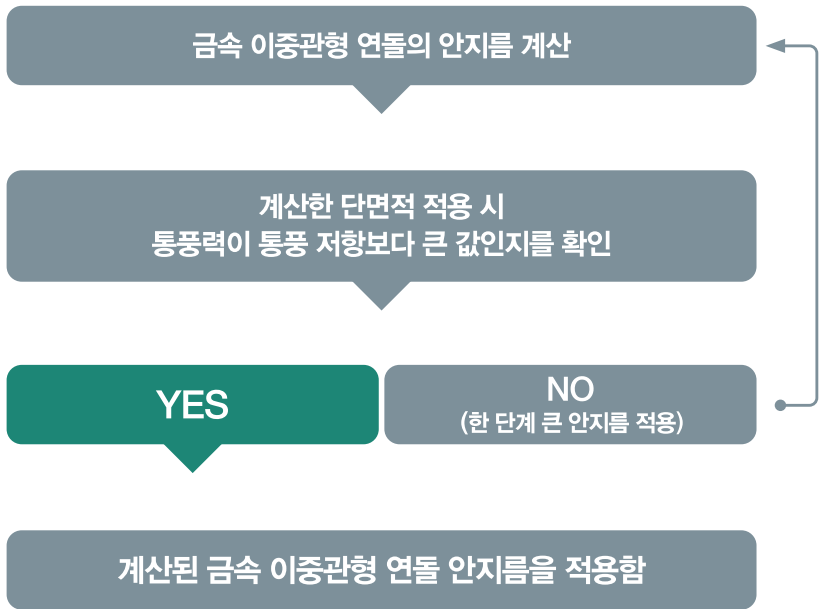 금속 이중관형 연돌의 안지름 계산
계산한 단면적 적용 시
통풍력이 통풍 저항보다 큰 값인지를 확인
YES
NO
(한 단계 큰 안지름 적용)
계산된 금속 이중관형 연돌 안지름을 적용함